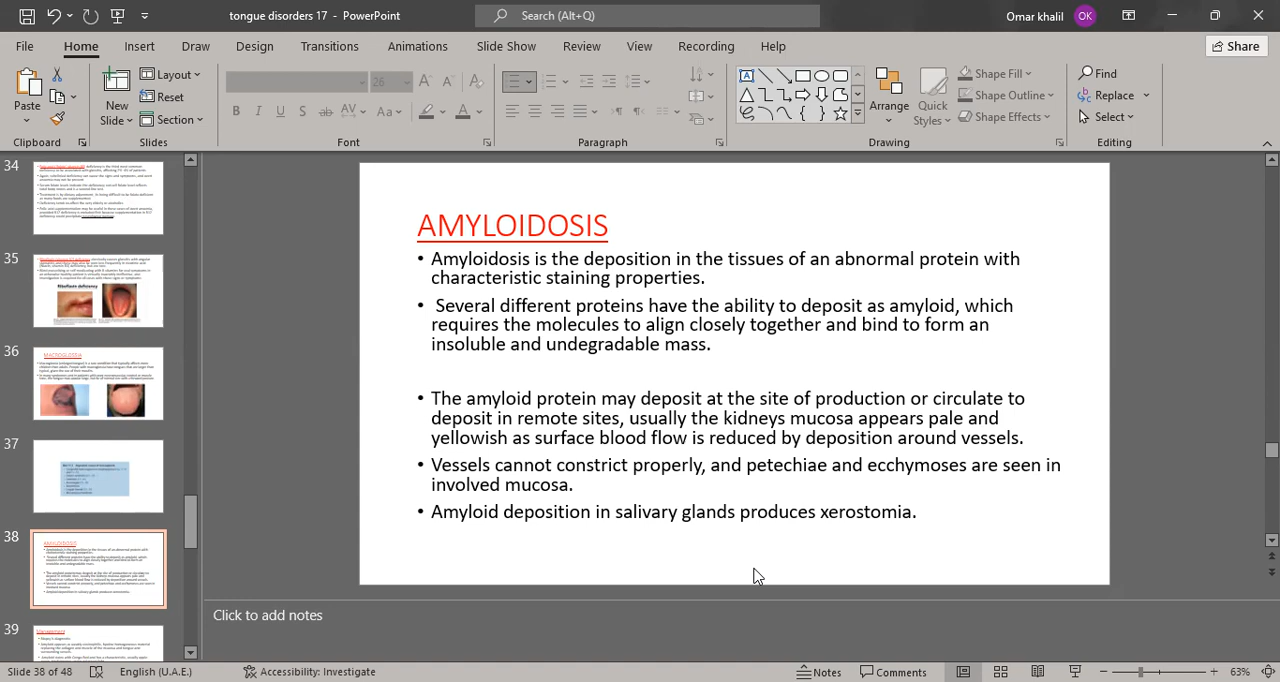 tongue disorders 17 - PowerPoint
Search (Alt+Q)
Omar khalil
OK
File
Home
Insert
Draw
Design
Transitions
Animations
Slide Show
Review
View
Recording
Help
Share
Paste
New
Slide
Layout
Reset
Section
26
Shape Fill
Shape Outline
Shape Effects
Arrange
Quick
Styles
Find
Replace
Select
Clipboard
Slides
Font
Paragraph
Drawing
Editing
34
35
Riboflavin deficiency
36
MACROGLOSSIA
37
38
AMYLOIDOSIS
39
AMYLOIDOSIS
• Amyloidosis is the deposition in the tissues of an abnormal protein with
characteristic staining properties.
• Several different proteins have the ability to deposit as amyloid, which
requires the molecules to align closely together and bind to form an
insoluble and undegradable mass.
• The amyloid protein may deposit at the site of production or circulate to
deposit in remote sites, usually the kidneys mucosa appears pale and
yellowish as surface blood flow is reduced by deposition around vessels.
• Vessels cannot constrict properly, and petechiae and ecchymoses are seen in
involved mucosa.
• Amyloid deposition in salivary glands produces xerostomia.
Click to add notes
Slide 38 of 48
English (U.A.E.)
Accessibility: Investigate
Notes
Comments
63%